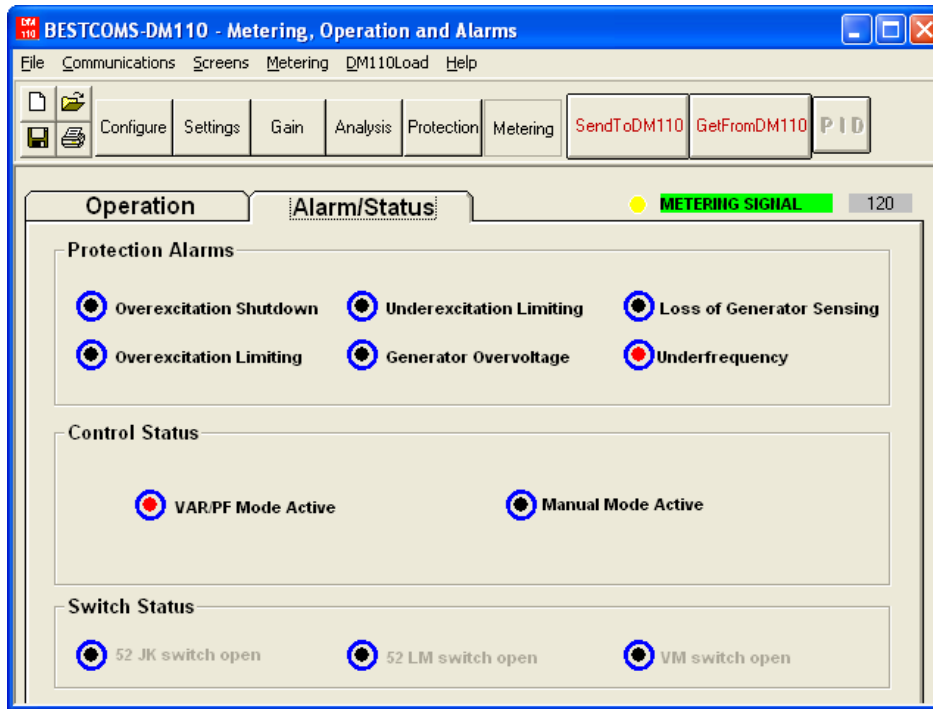 DM 110 BESTCOMS-DM110 - Metering, Operation and Alarms
File Communications Screens Metering DM110Load Help
Configure Settings Gain Analysis Protection Metering SendToDM110 GetFromDM110 PID
Operation Alarm/Status METERING SIGNAL 120
Protection Alarms
Overexcitation Shutdown Underexcitation Limiting Loss of Generator Sensing
Overexcitation Limiting Generator Overvoltage Underfrequency
Control Status
VAR/PF Mode Active Manual Mode Active
Switch Status
52 JK switch open 52 LM switch open VM switch open